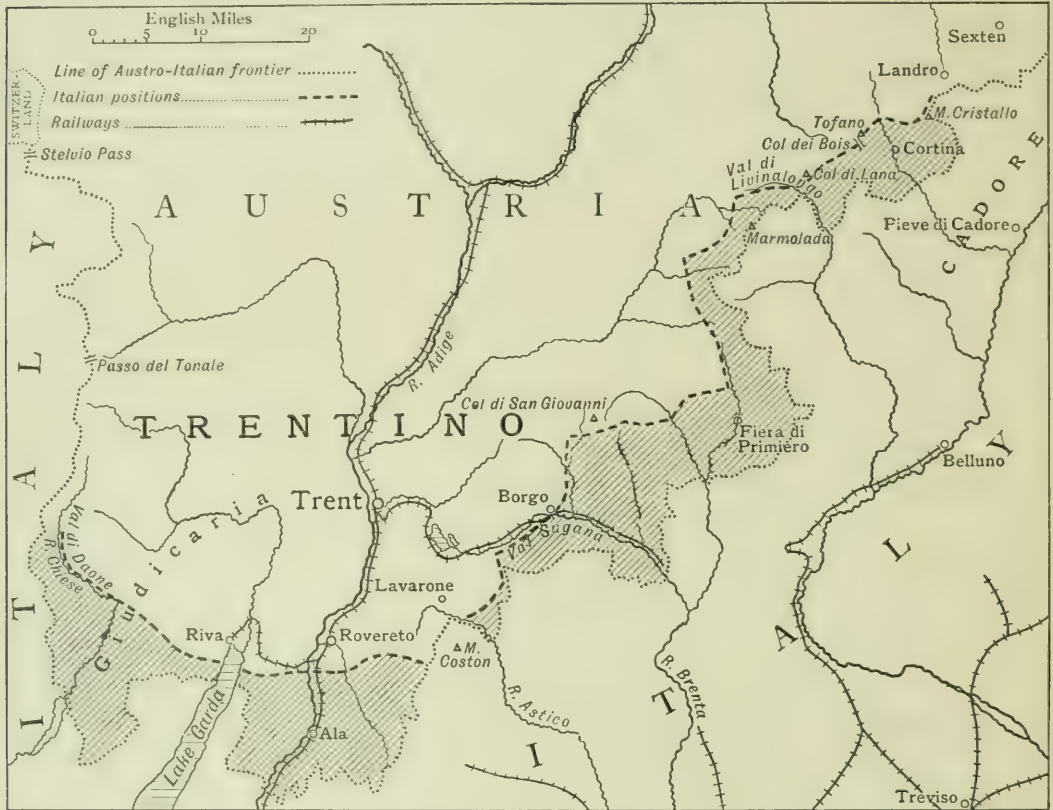 English Miles
0 5 10 20
Line of Austro-Italian frontier
Italian positions
Railways
SWITZER-
LAND
Stelvio Pass
Sexten
Landro
M. Cristallo
Tofano
Col dei Bois
Cortina
Val di
Livinalongo
Col di Lana
AUSTRIA
Marmolada
Pieve di Cadore
CADORE
ITALY
R. Adige
Passo del Tonale
TRENTINO
Col di San Giovanni
Fiera di
Primiero
Belluno
Trent
Borgo
Val Sugana
Val di Daone
R. Chiese
Giudicaria
Lavarone
Riva
Rovereto
M.
Coston
R. Astico
R. Brenta
Lake Garda
Ala
ITALY
Treviso